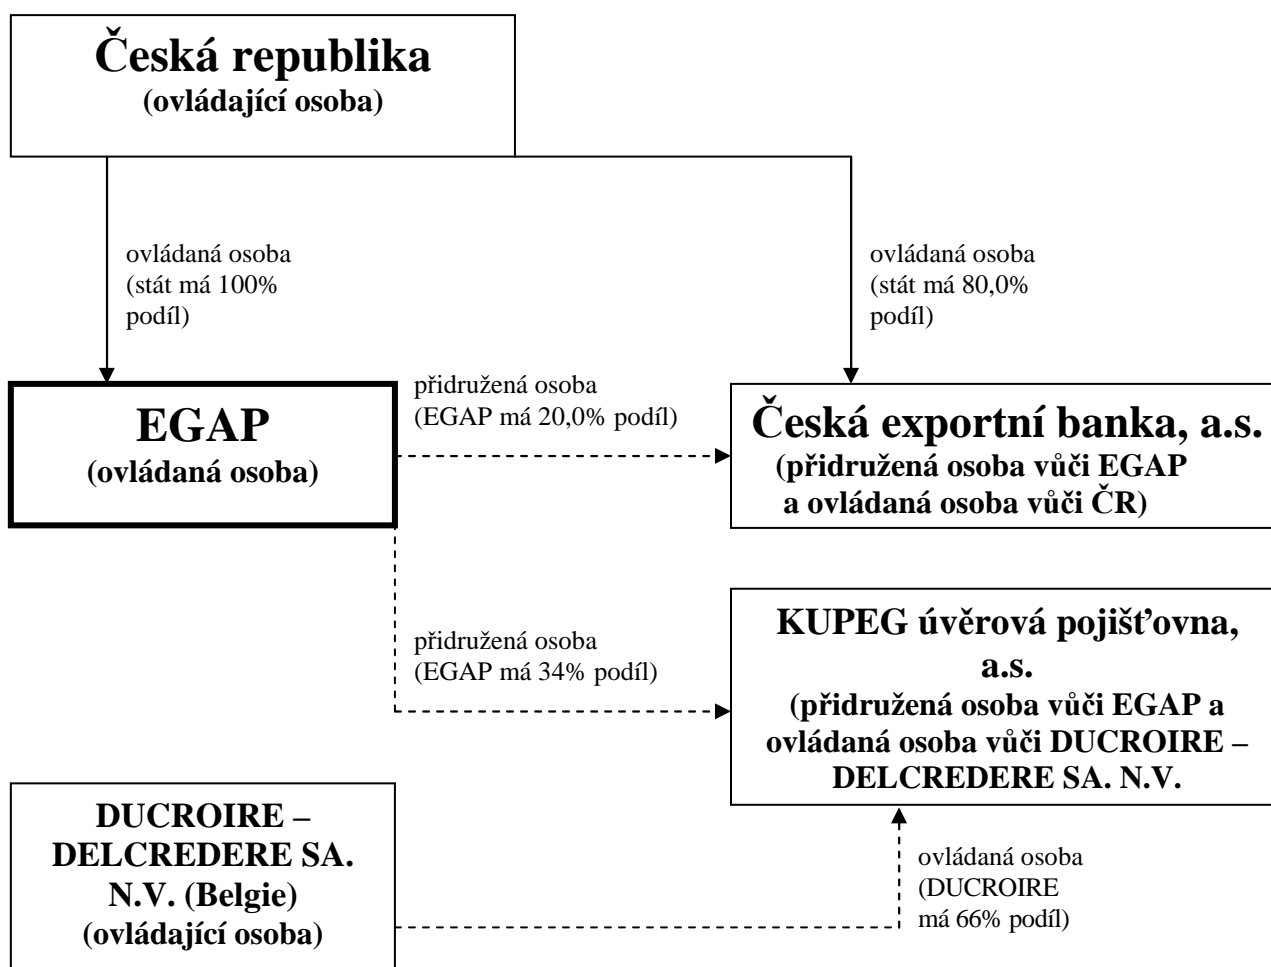 Česká republika
(ovládající osoba)
ovládaná osoba
(stát má 100%
podíl)
ovládaná osoba
(stát má 80,0%
podíl)
EGAP
(ovládaná osoba)
přidružená osoba
(EGAP má 20,0% podíl)
Česká exportní banka, a.s.
(přidružená osoba vůči EGAP
a ovládaná osoba vůči ČR)
přidružená osoba
(EGAP má 34% podíl)
KUPEG úvěrová pojišťovna,
a.s.
(přidružená osoba vůči EGAP a
ovládaná osoba vůči DUCROIRE –
DELCREDERE SA. N.V.
DUCROIRE –
DELCREDERE SA.
N.V. (Belgie)
(ovládající osoba)
ovládaná osoba
(DUCROIRE
má 66% podíl)